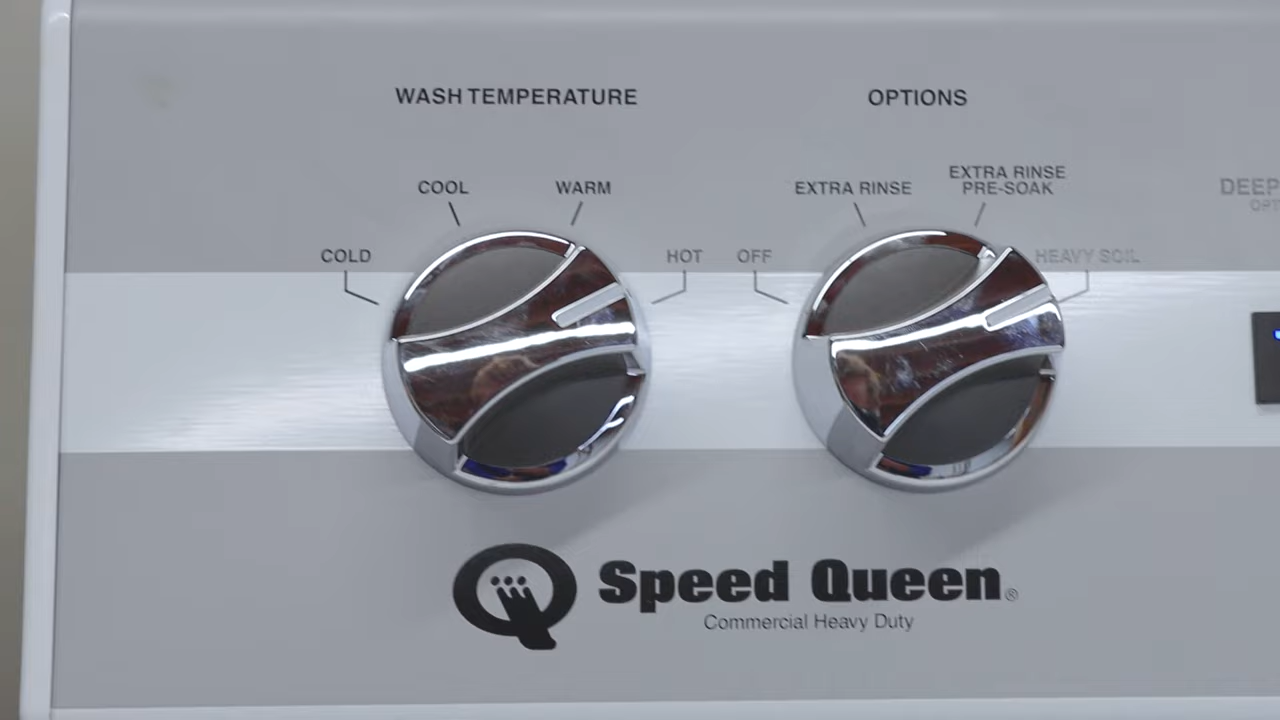 WASH TEMPERATURE
OPTIONS
COOL
WARM
EXTRA RINSE
EXTRA RINSE
PRE-SOAK
DEEP
COLD
HOT
OFF
HEAVY SOIL
Speed Queen®
Commercial Heavy Duty